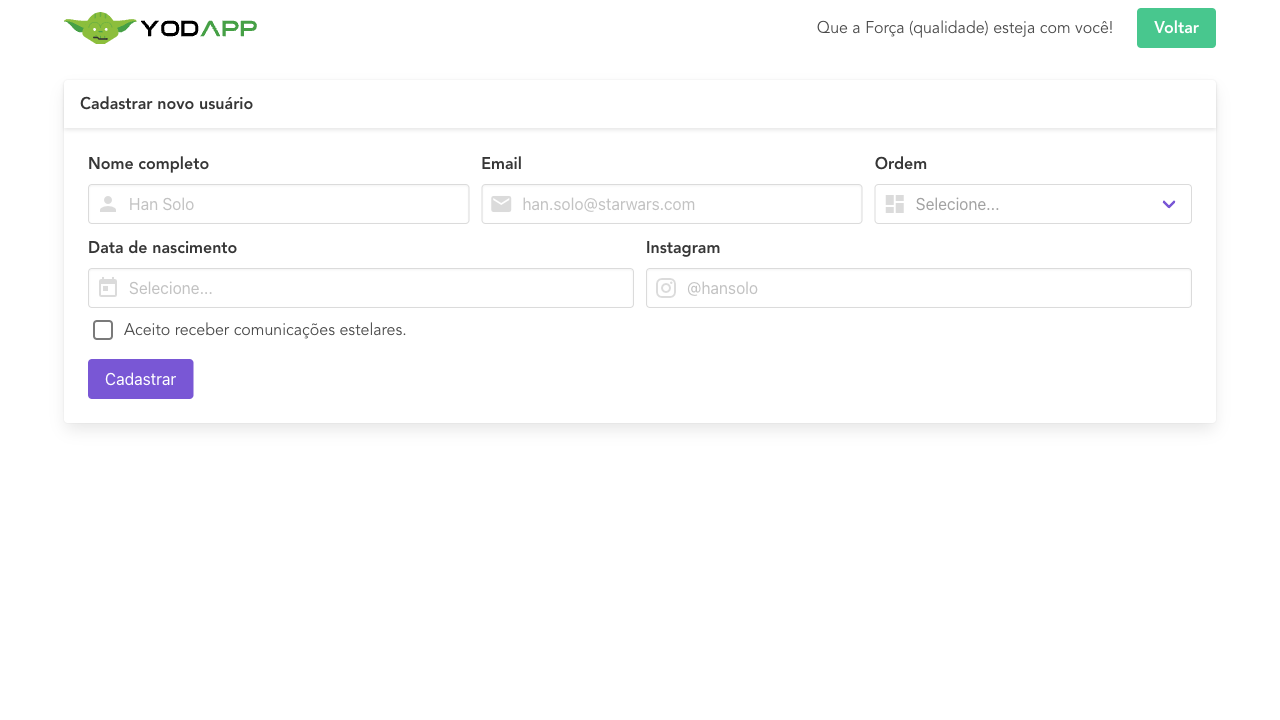 YODAPP
Que a Força (qualidade) esteja com você!
Voltar
Cadastrar novo usuário
Nome completo
Email
Ordem
Han Solo
han.solo@starwars.com
Selecione...
Data de nascimento
Instagram
Selecione...
@hansolo
Aceito receber comunicações estelares.
Cadastrar